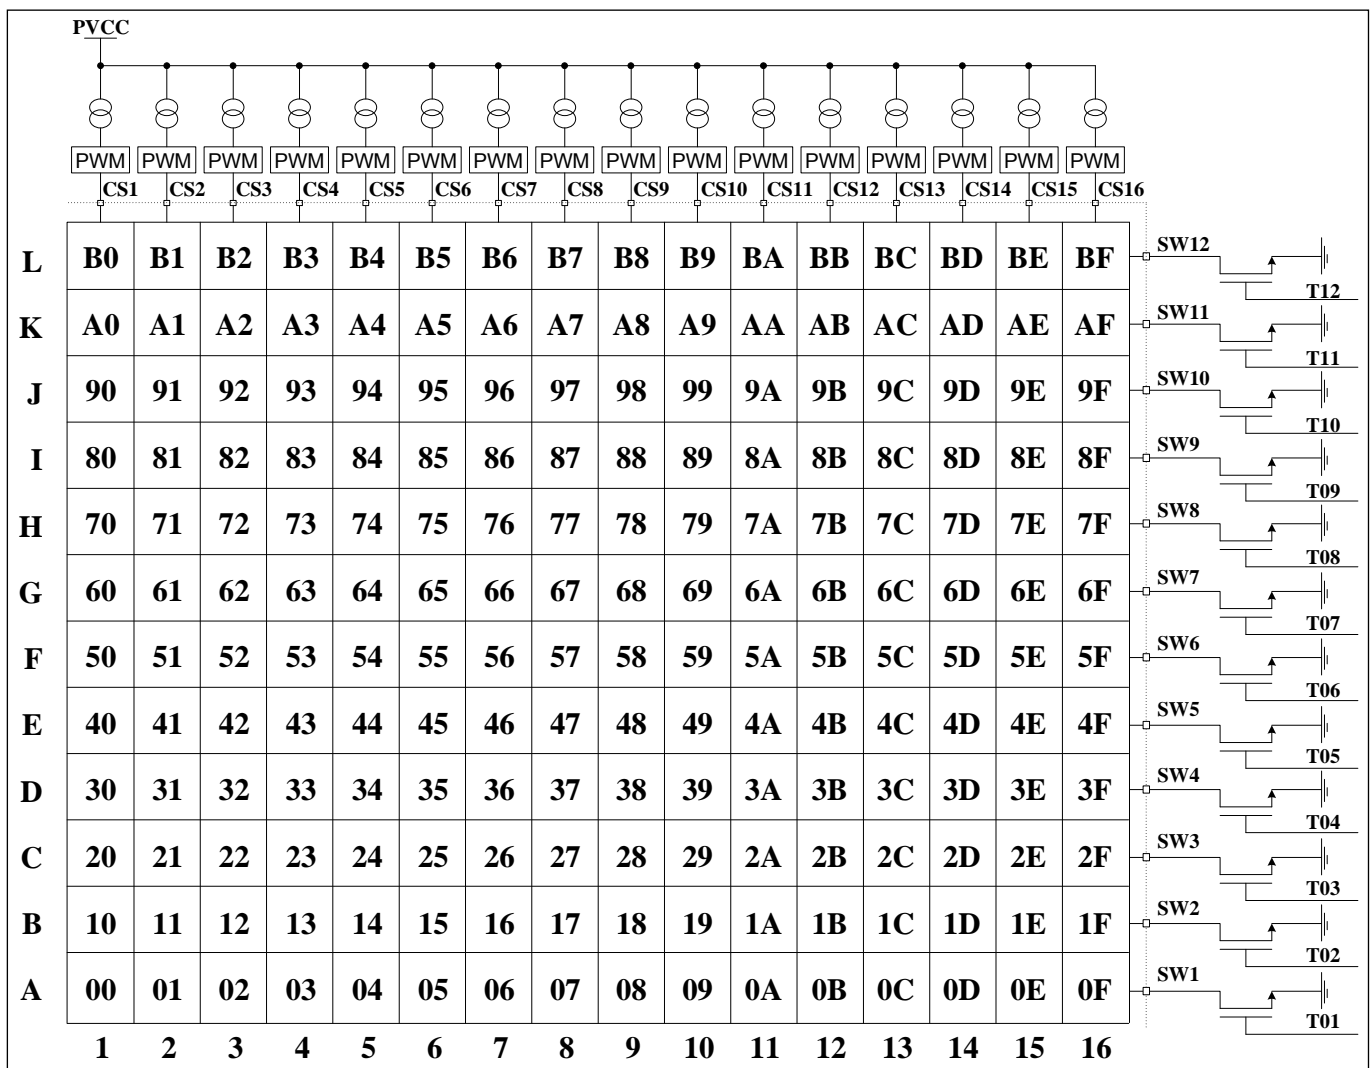 PVCC
PWM PWM PWM PWM PWM PWM PWM PWM PWM PWM PWM PWM PWM PWM PWM PWM
CS1 CS2 CS3 CS4 CS5 CS6 CS7 CS8 CS9 CS10 CS11 CS12 CS13 CS14 CS15 CS16
L B0 B1 B2 B3 B4 B5 B6 B7 B8 B9 BA BB BC BD BE BF SW12
T12
K A0 A1 A2 A3 A4 A5 A6 A7 A8 A9 AA AB AC AD AE AF SW11
T11
J 90 91 92 93 94 95 96 97 98 99 9A 9B 9C 9D 9E 9F SW10
T10
I 80 81 82 83 84 85 86 87 88 89 8A 8B 8C 8D 8E 8F SW9
T09
H 70 71 72 73 74 75 76 77 78 79 7A 7B 7C 7D 7E 7F SW8
T08
G 60 61 62 63 64 65 66 67 68 69 6A 6B 6C 6D 6E 6F SW7
T07
F 50 51 52 53 54 55 56 57 58 59 5A 5B 5C 5D 5E 5F SW6
T06
E 40 41 42 43 44 45 46 47 48 49 4A 4B 4C 4D 4E 4F SW5
T05
D 30 31 32 33 34 35 36 37 38 39 3A 3B 3C 3D 3E 3F SW4
T04
C 20 21 22 23 24 25 26 27 28 29 2A 2B 2C 2D 2E 2F SW3
T03
B 10 11 12 13 14 15 16 17 18 19 1A 1B 1C 1D 1E 1F SW2
T02
A 00 01 02 03 04 05 06 07 08 09 0A 0B 0C 0D 0E 0F SW1
T01
1 2 3 4 5 6 7 8 9 10 11 12 13 14 15 16